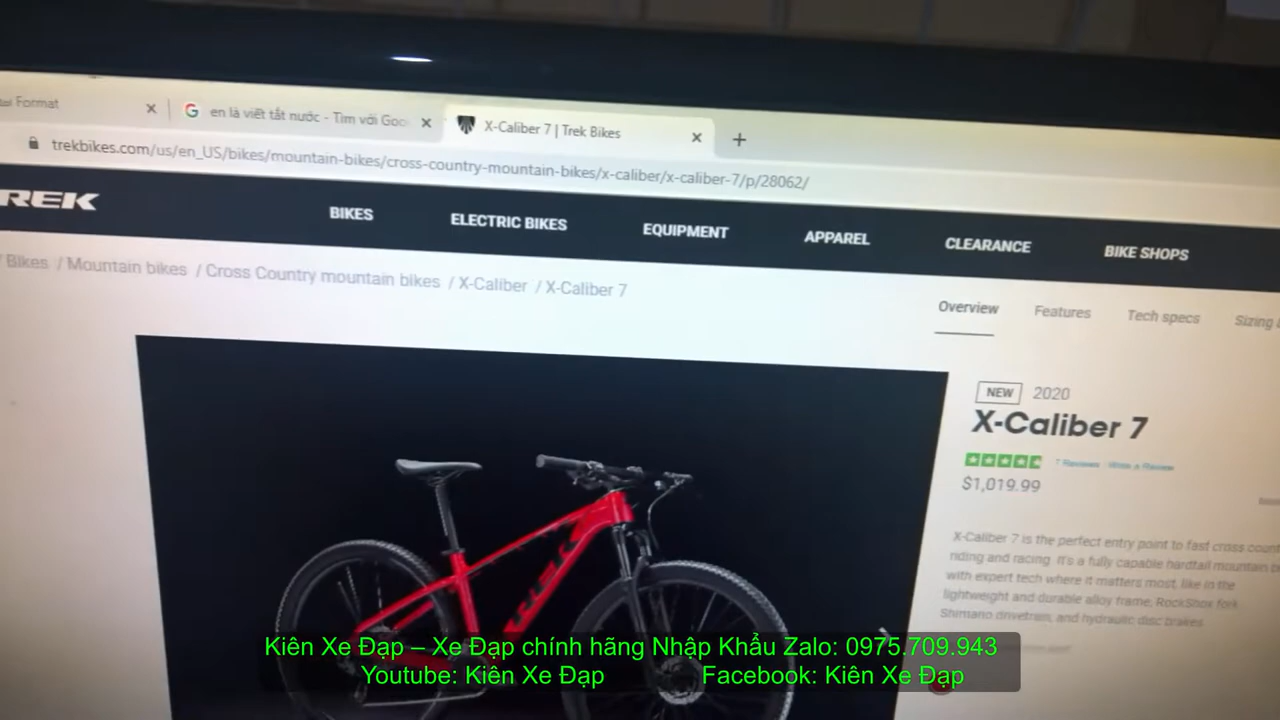 Format
en là viết tắt nước - Tìm với Goo
X-Caliber 7 | Trek Bikes
trekbikes.com/us/en_US/bikes/mountain-bikes/cross-country-mountain-bikes/x-caliber/x-caliber-7/p/28062/
REK
BIKES
ELECTRIC BIKES
EQUIPMENT
APPAREL
CLEARANCE
BIKE SHOPS
/ Bikes / Mountain bikes / Cross Country mountain bikes / X-Caliber / X-Caliber 7
Overview
Features
Tech specs
Sizing
NEW 2020
X-Caliber 7
7 Reviews Write a Review
$1,019.99
X-Caliber 7 is the perfect entry point to fast cross count
riding and racing. It's a fully capable hardtail mountain b
with expert tech where it matters most, like in the
lightweight and durable alloy frame, RockShox fork,
Shimano drivetrain, and hydraulic disc brakes.
TREK
Kiên Xe Đạp – Xe Đạp chính hãng Nhập Khẩu Zalo: 0975.709.943
Youtube: Kiên Xe Đạp Facebook: Kiên Xe Đạp